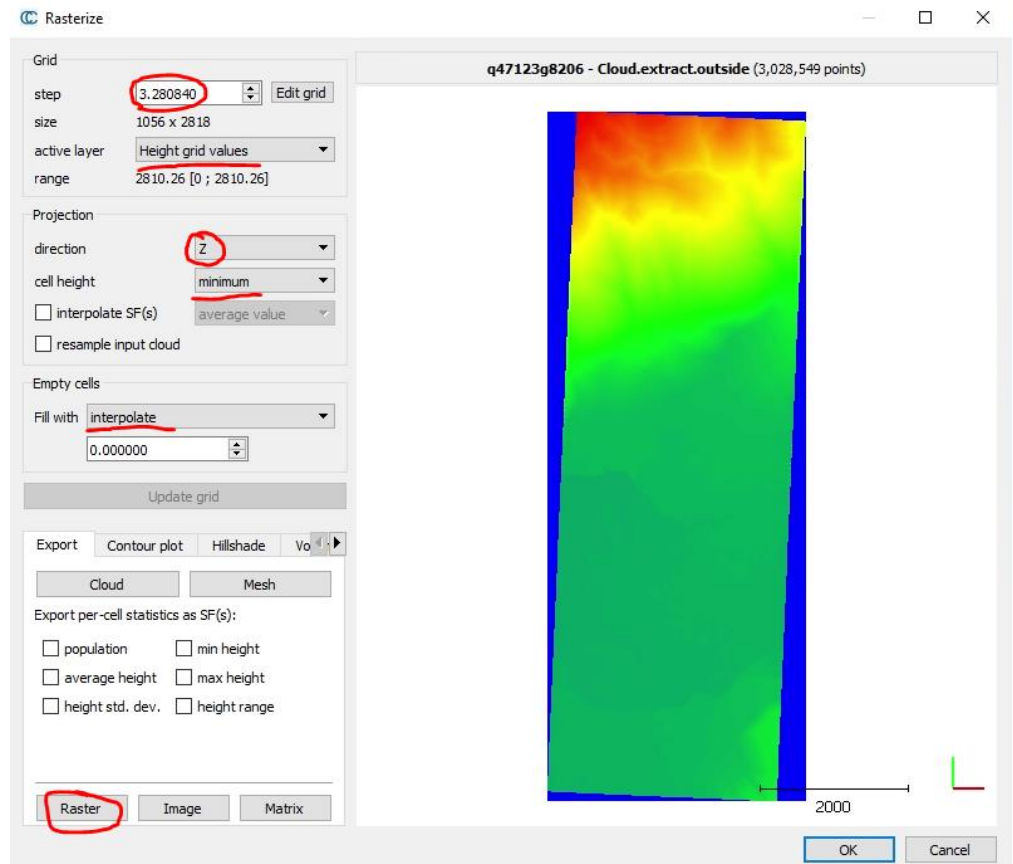 Rasterize
Grid
step 3.280840 Edit grid
size 1056 x 2818
active layer Height grid values
range 2810.26 [0 ; 2810.26]
Projection
direction Z
cell height minimum
interpolate SF(s) average value
resample input cloud
Empty cells
Fill with interpolate
0.000000
Update grid
Export Contour plot Hillshade Vo
Cloud Mesh
Export per-cell statistics as SF(s):
population min height
average height max height
height std. dev. height range
Raster Image Matrix
q47123g8206 - Cloud.extract.outside (3,028,549 points)
2000
OK Cancel